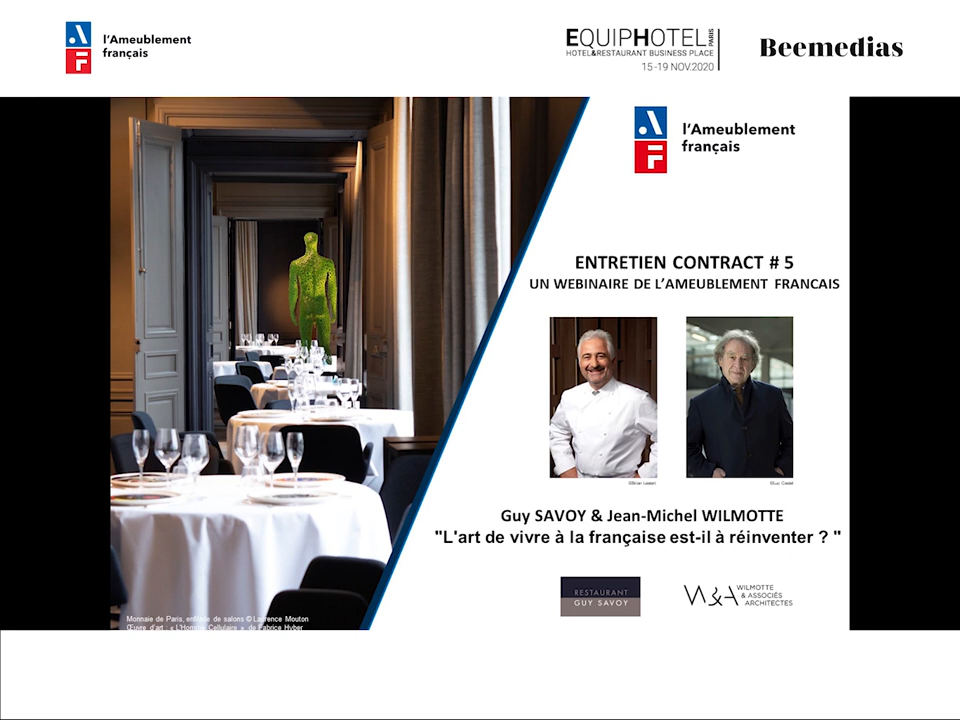 l'Ameublement
français
EQUIPHOTEL PARIS
HOTEL&RESTAURANT BUSINESS PLACE
15-19 NOV.2020
Beemedias
l'Ameublement
français
ENTRETIEN CONTRACT # 5
UN WEBINAIRE DE L'AMEUBLEMENT FRANCAIS
Guy SAVOY & Jean-Michel WILMOTTE
"L'art de vivre à la française est-il à réinventer ? "
RESTAURANT
GUY SAVOY
W&A
WILMOTTE
& ASSOCIÉS
ARCHITECTES
Monnaie de Paris, enfilade de salons © Laurence Mouton
Œuvre d'art : « L'Homme Cellulaire » de Fabrice Hyber